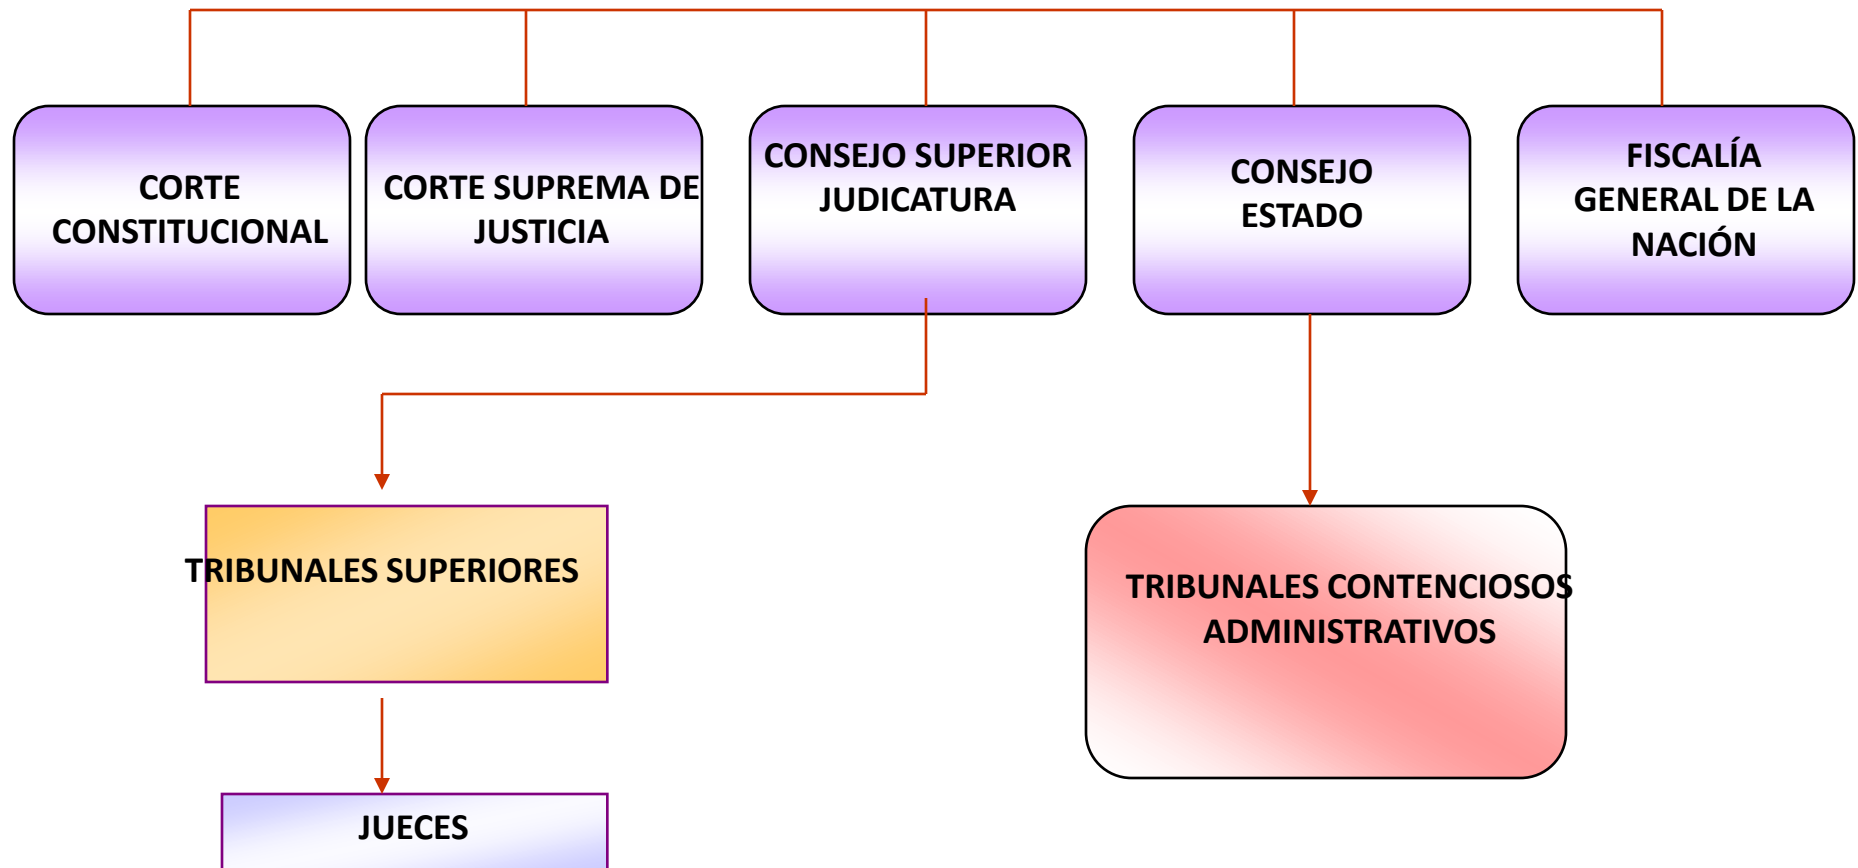 CORTE
CONSTITUCIONAL
CORTE SUPREMA DE
JUSTICIA
CONSEJO SUPERIOR
JUDICATURA
CONSEJO
ESTADO
FISCALÍA
GENERAL DE LA
NACIÓN
TRIBUNALES SUPERIORES
TRIBUNALES CONTENCIOSOS
ADMINISTRATIVOS
JUECES